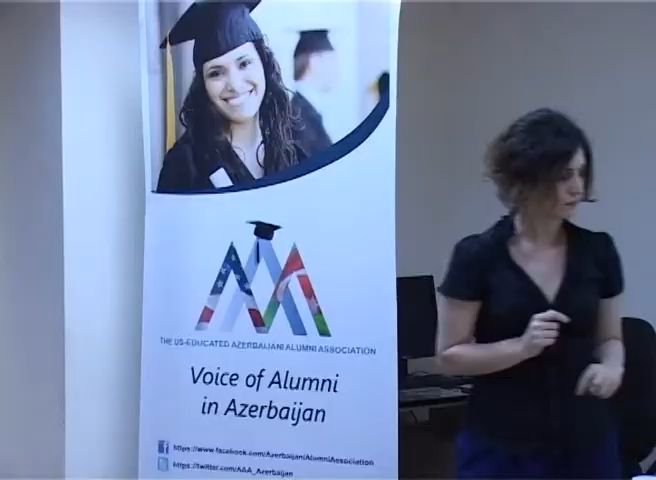 THE US-EDUCATED AZERBAIJANI ALUMNI ASSOCIATION
Voice of Alumni
in Azerbaijan
https://www.facebook.com/AzerbaijaniAlumniAssociation
https://twitter.com/AAA_Azerbaijan